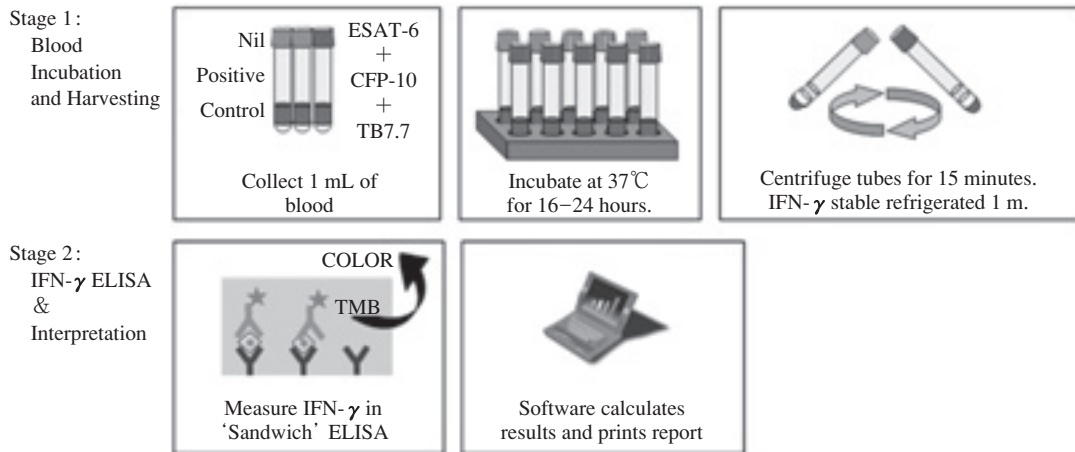 Stage 1:
Blood
Incubation
and Harvesting
Nil
Positive
Control
ESAT-6
+
CFP-10
+
TB7.7
Collect 1 mL of
blood
Incubate at 37℃
for 16−24 hours.
Centrifuge tubes for 15 minutes.
IFN-γ stable refrigerated 1 m.
Stage 2:
IFN-γ ELISA
&
Interpretation
COLOR
TMB
Measure IFN-γ in
‘Sandwich’ ELISA
Software calculates
results and prints report